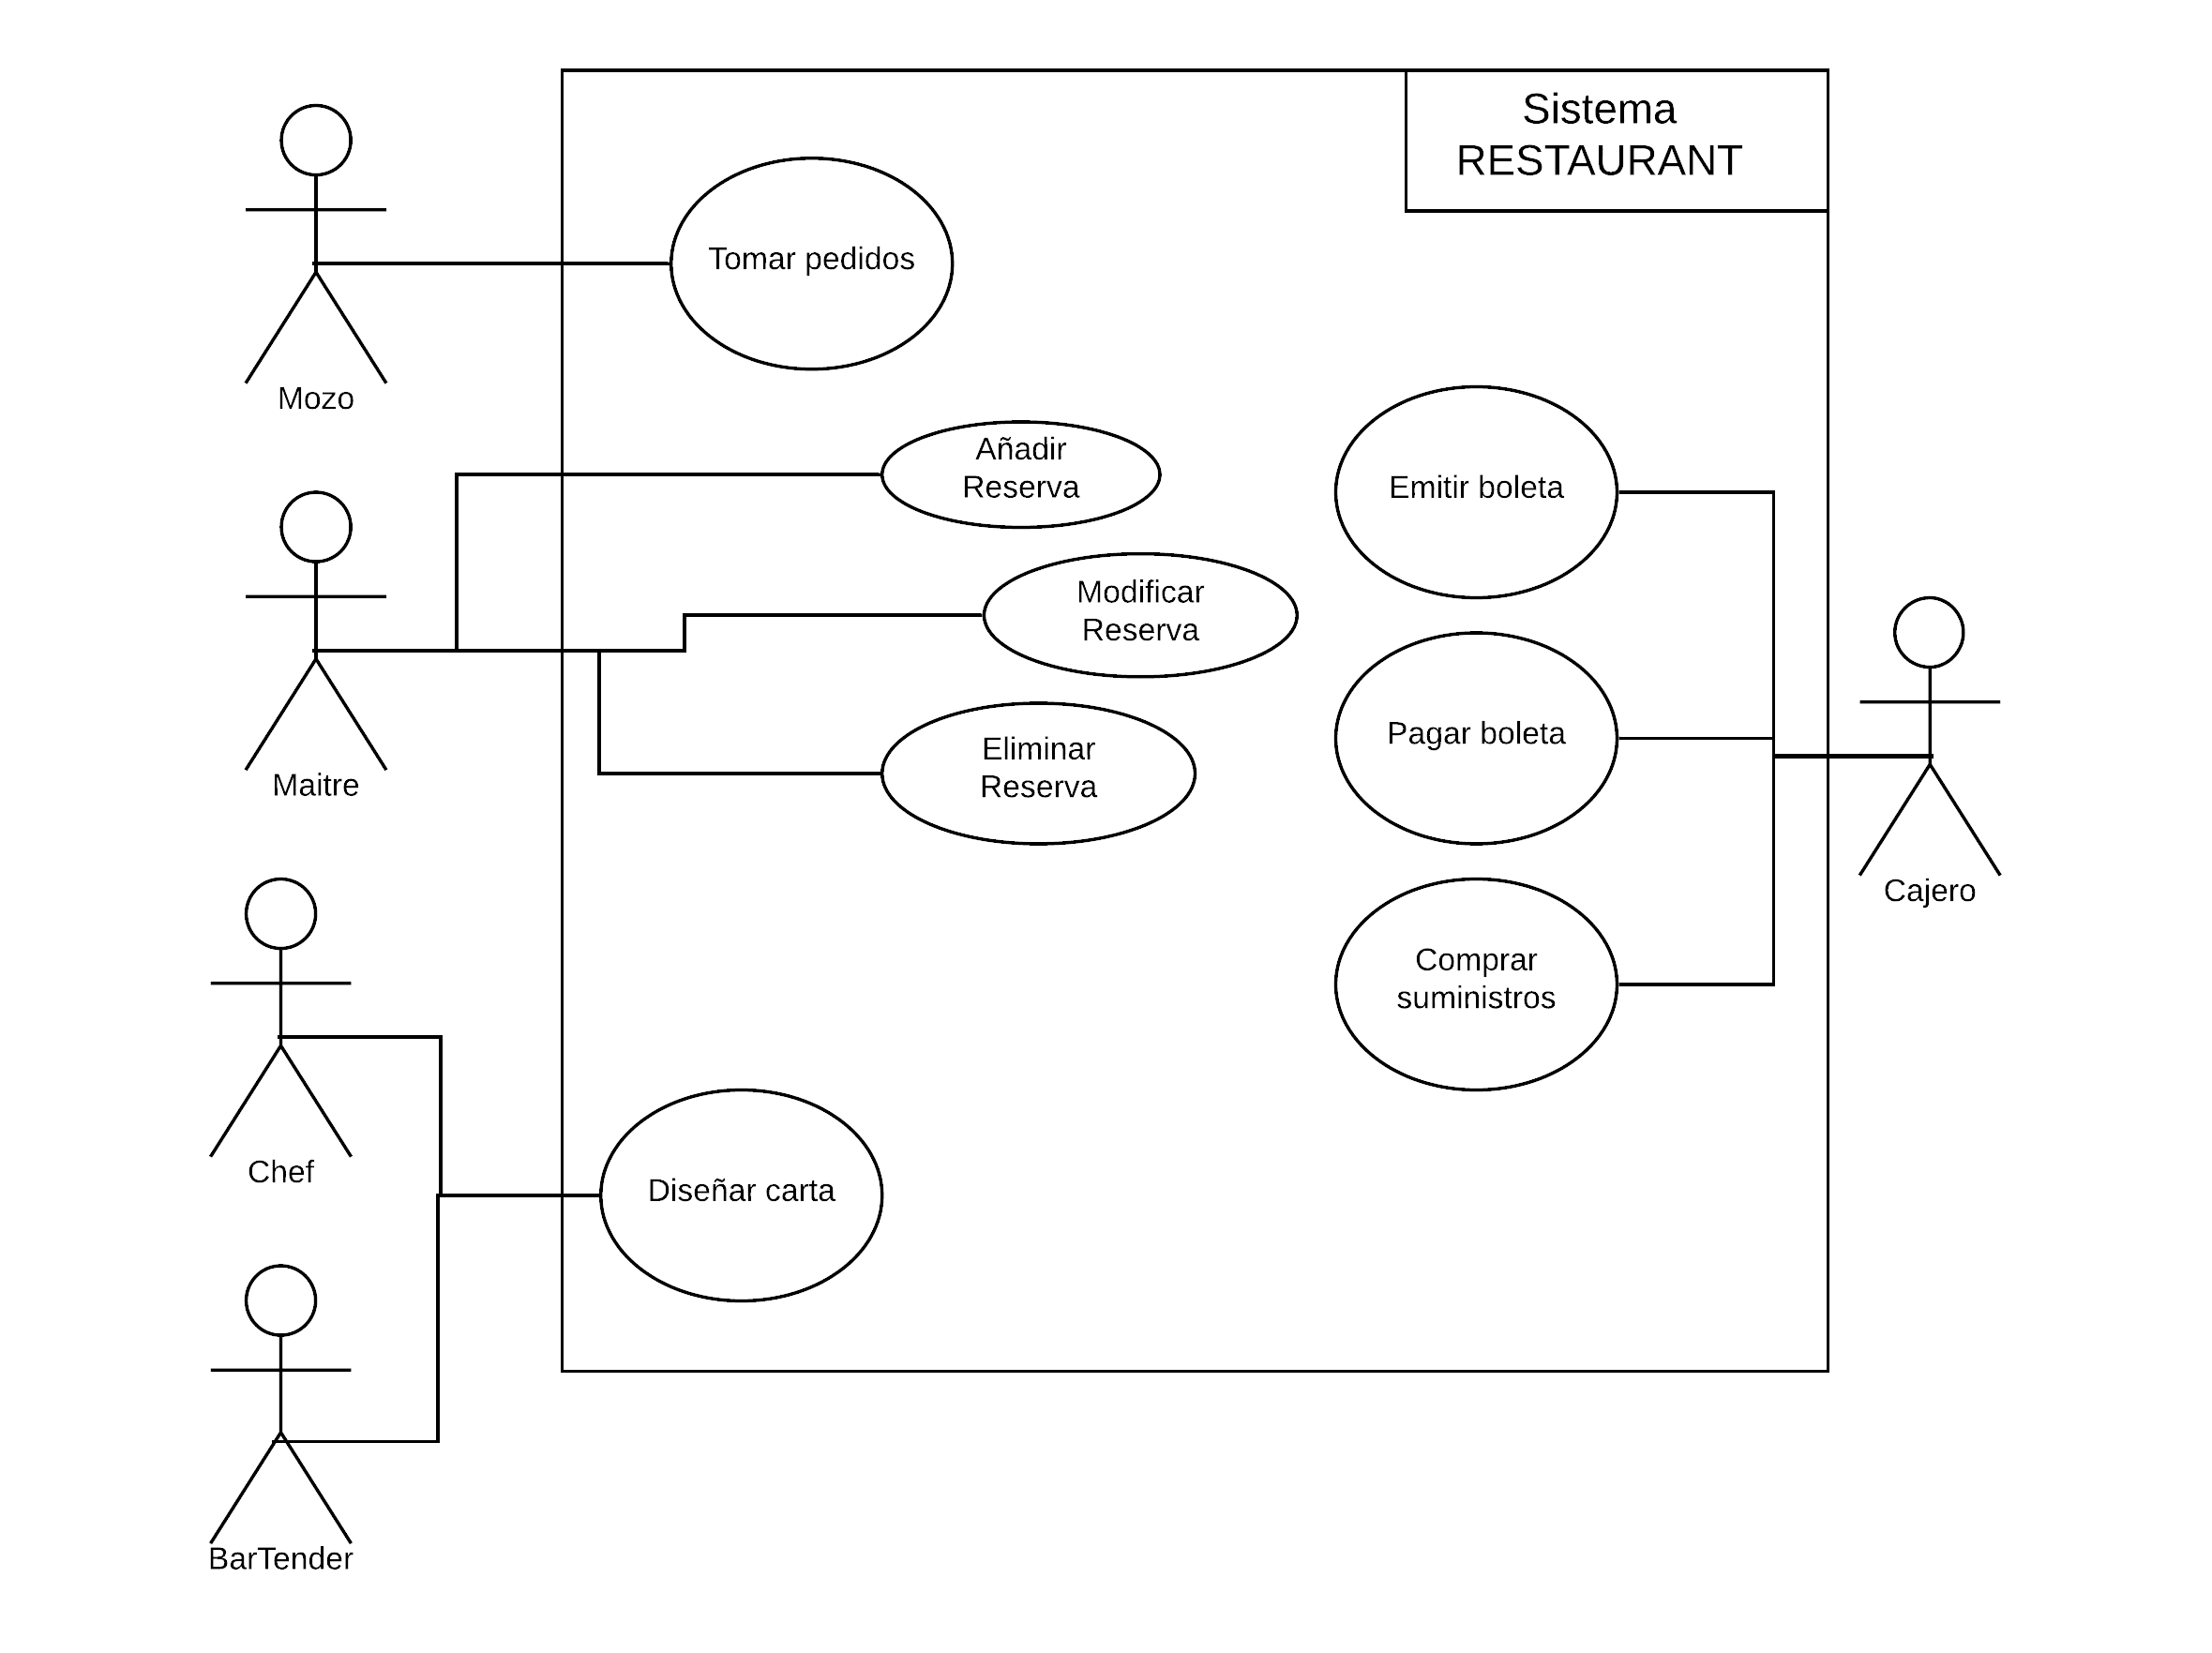 Sistema
RESTAURANT
Tomar pedidos
Mozo
Añadir
Reserva
Emitir boleta
Modificar
Reserva
Pagar boleta
Eliminar
Reserva
Maitre
Cajero
Comprar
suministros
Chef
Diseñar carta
BarTender